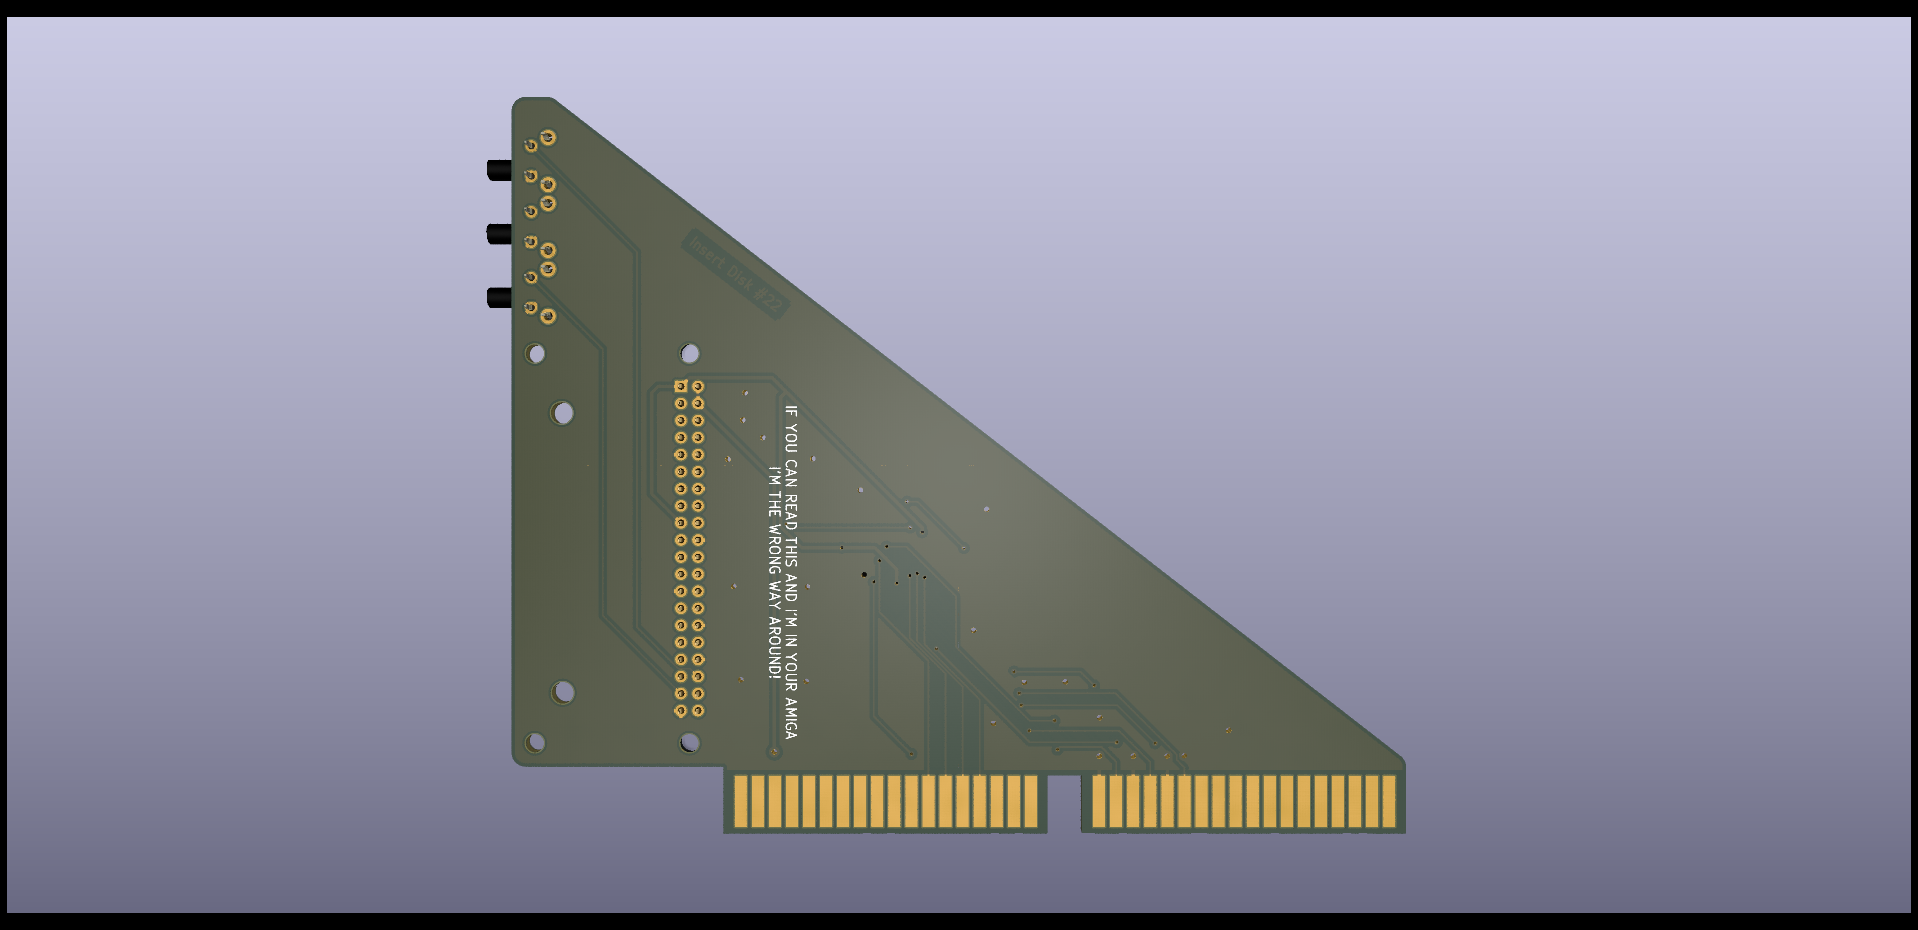 Insert Disk #22
IF YOU CAN READ THIS AND I'M IN YOUR AMIGA
I'M THE WRONG WAY AROUND!